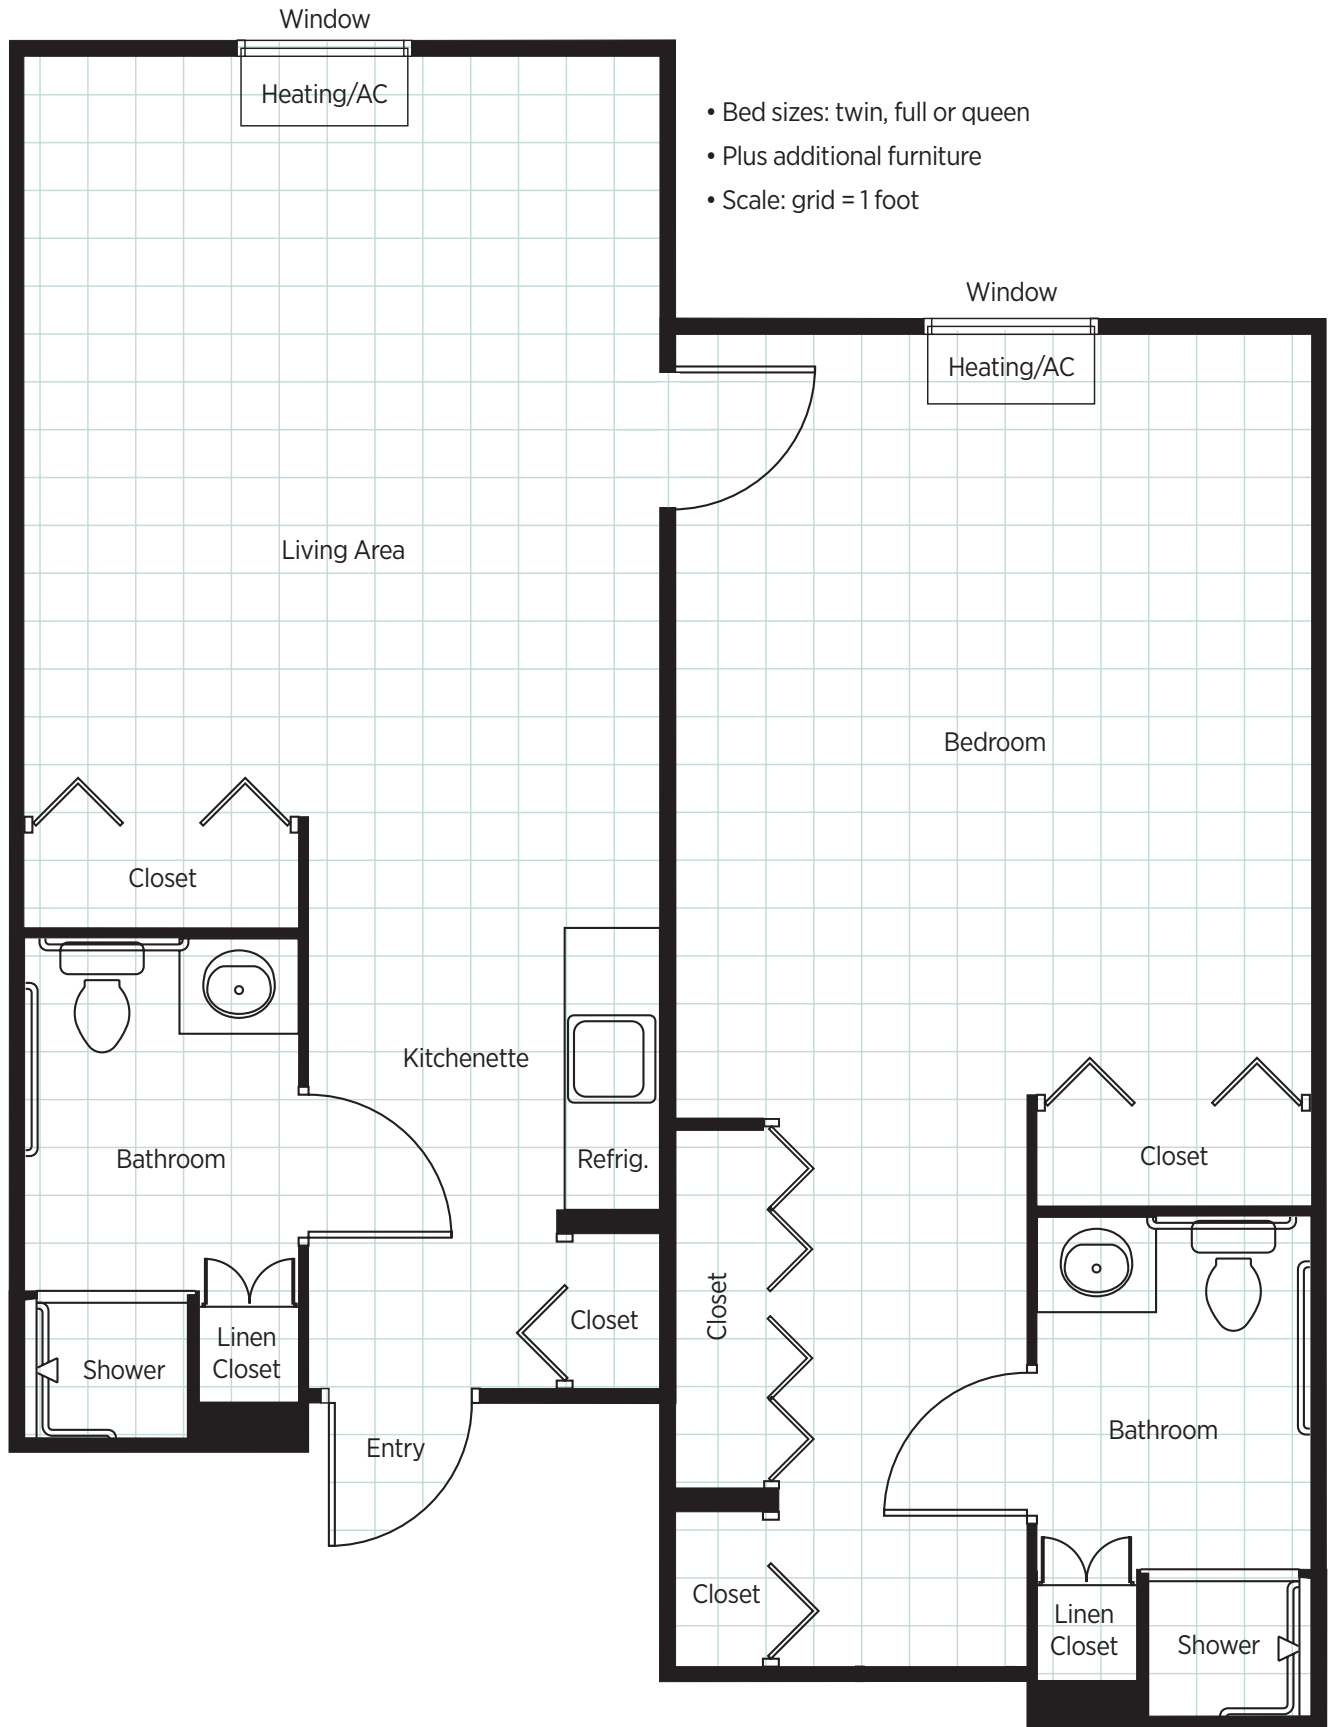 Window
Heating/AC
• Bed sizes: twin, full or queen
• Plus additional furniture
• Scale: grid = 1 foot
Window
Heating/AC
Living Area
Bedroom
Closet
Kitchenette
Bathroom
Refrig.
Closet
Closet
Closet
Linen
Closet
Shower
Entry
Bathroom
Closet
Linen
Closet
Shower